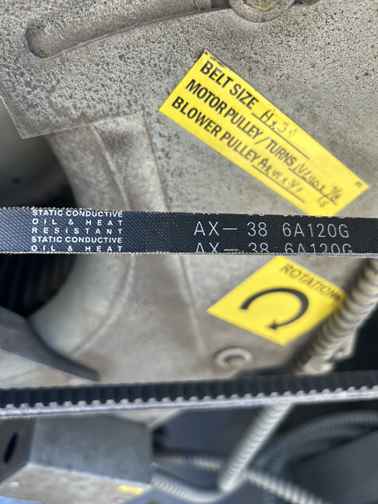 BELT SIZE
MOTOR PULLEY/TURNS
BLOWER PULLEY
STATIC CONDUCTIVE
OIL & HEAT
RESISTANT
STATIC CONDUCTIVE
OIL & HEAT
AX-38 6A120G
AX-38 6A120G
ROTATION